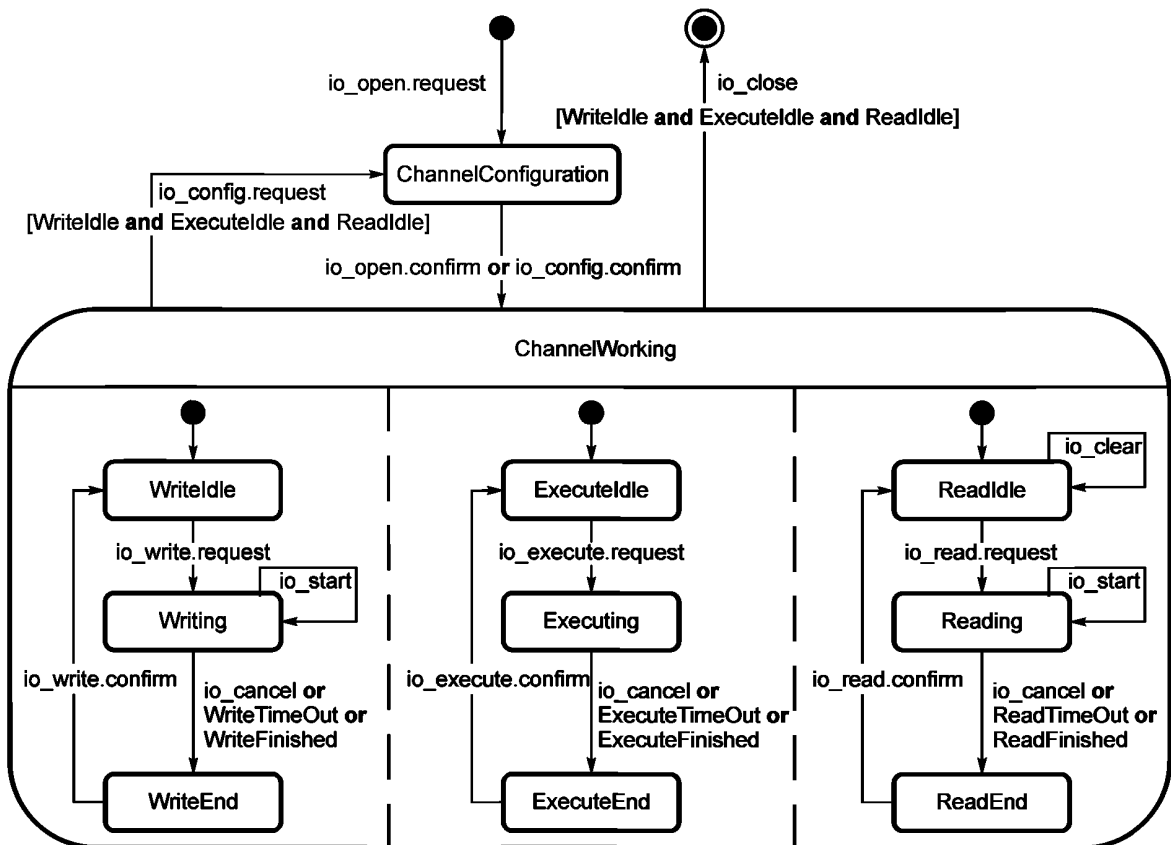 io_open.request
io_close
[WriteIdle and ExecuteIdle and ReadIdle]
ChannelConfiguration
io_config.request
[WriteIdle and ExecuteIdle and ReadIdle]
io_open.confirm or io_config.confirm
ChannelWorking
WriteIdle
io_write.request
io_start
Writing
io_write.confirm
io_cancel or
WriteTimeOut or
WriteFinished
WriteEnd
ExecuteIdle
io_execute.request
Executing
io_execute.confirm
io_cancel or
ExecuteTimeOut or
ExecuteFinished
ExecuteEnd
io_clear
ReadIdle
io_read.request
io_start
Reading
io_read.confirm
io_cancel or
ReadTimeOut or
ReadFinished
ReadEnd